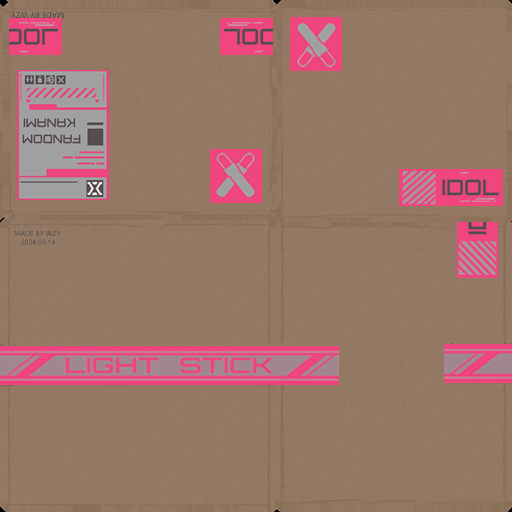 MADE BY WZY
IDOL
IDOL
FANDOM
KANAMI
IDOL
MADE BY WZY
2024.03.14
LIGHT STICK